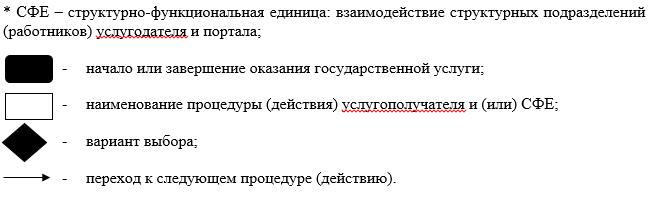 * СФЕ – структурно-функциональная единица: взаимодействие структурных подразделений
(работников) услугодателя и портала;
- начало или завершение оказания государственной услуги;
- наименование процедуры (действия) услугополучателя и (или) СФЕ;
- вариант выбора;
- переход к следующем процедуре (действию).